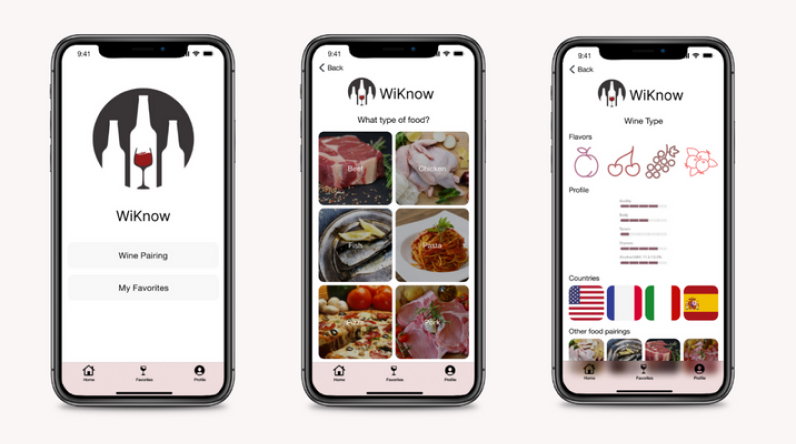 9:41
WiKnow
Wine Pairing
My Favorites
Home
Favorites
Profile
9:41
Back
WiKnow
What type of food?
Beef
Chicken
Fish
Pasta
Pizza
Pork
Home
Favorites
Profile
9:41
Back
WiKnow
Wine Type
Flavors
Profile
Countries
Other food pairings
Home
Favorites
Profile